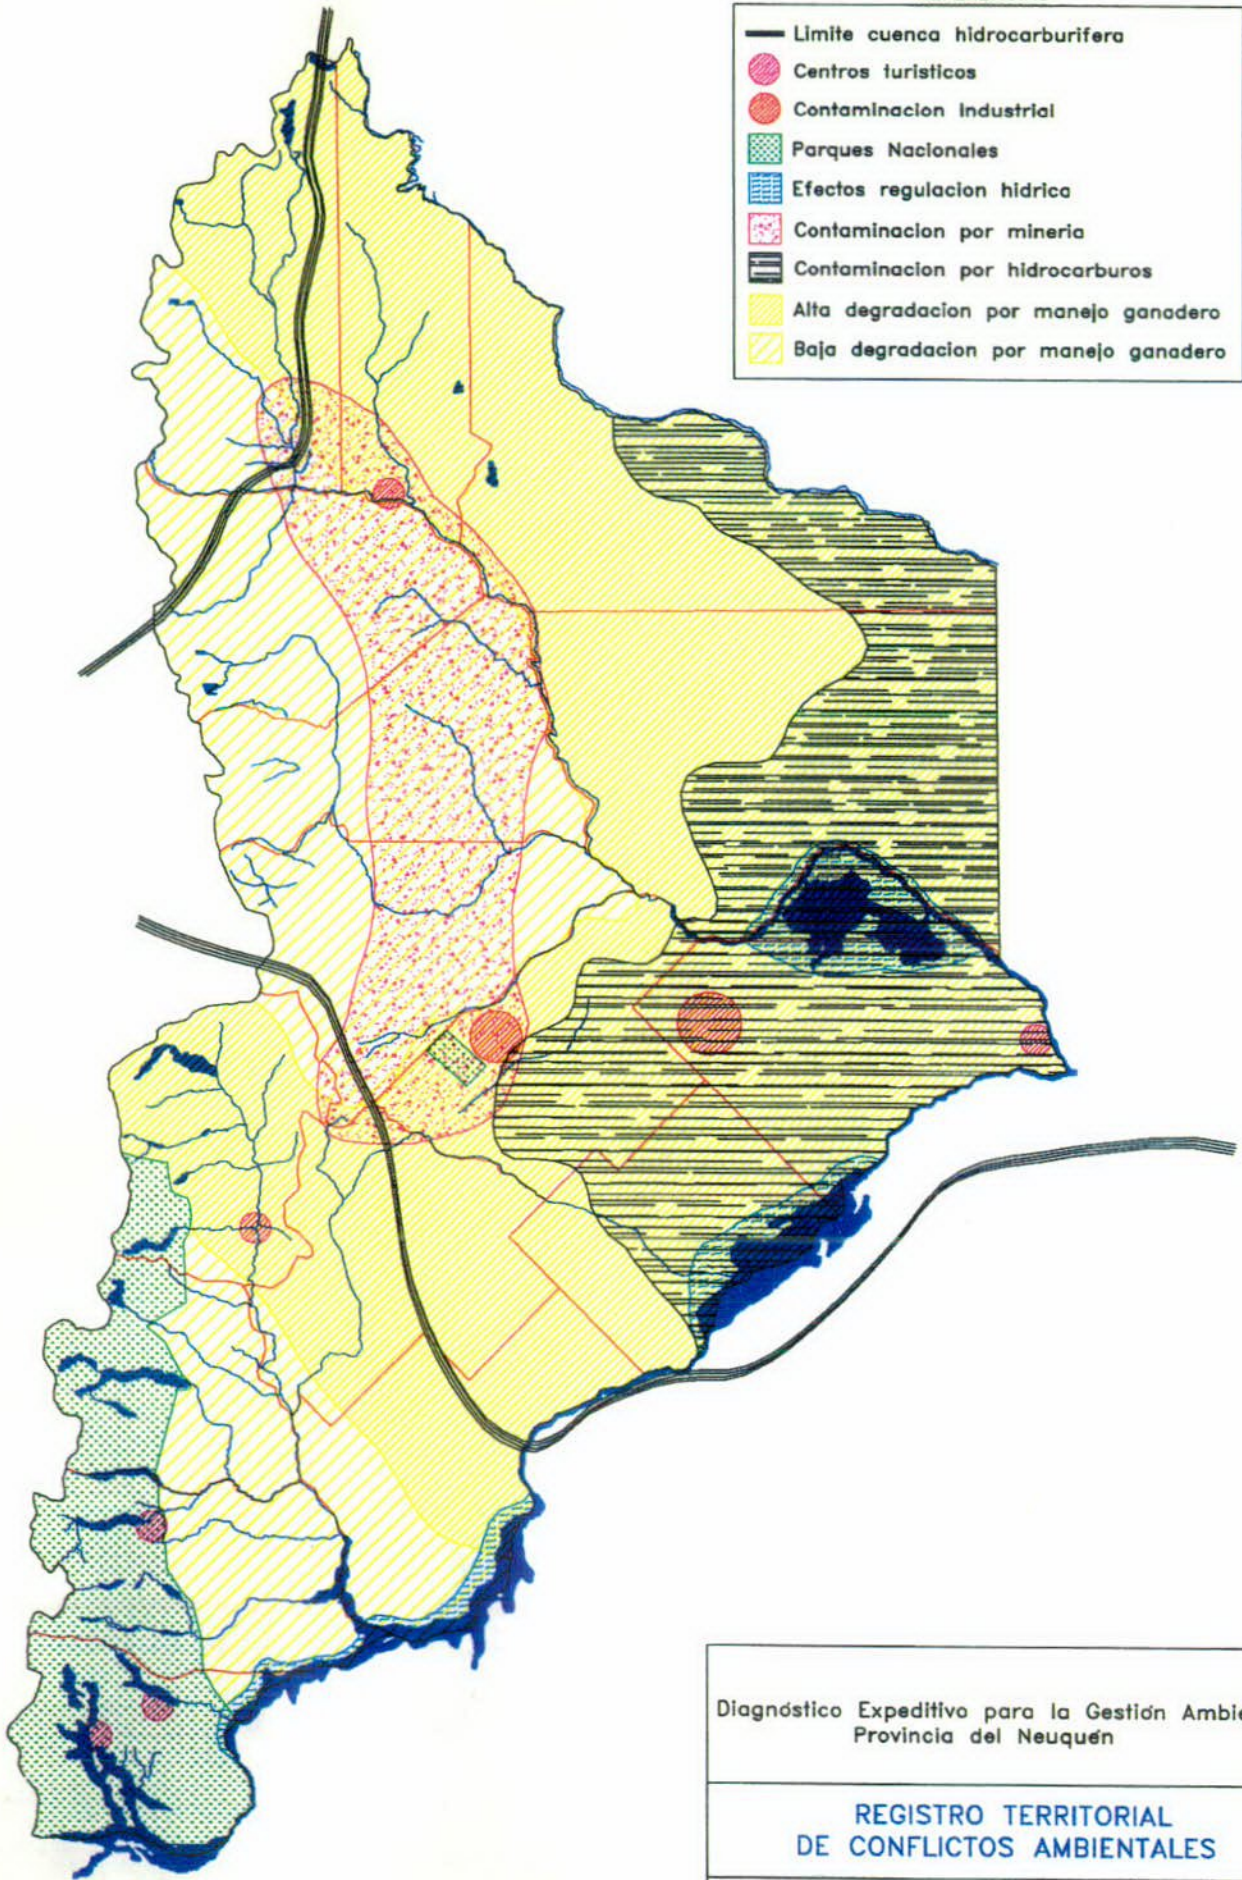 Limite cuenca hidrocarburifera
Centros turisticos
Contaminacion industrial
Parques Nacionales
Efectos regulacion hidrica
Contaminacion por mineria
Contaminacion por hidrocarburos
Alta degradacion por manejo ganadero
Baja degradacion por manejo ganadero
Diagnóstico Expeditivo para la Gestión Ambie
Provincia del Neuquén
REGISTRO TERRITORIAL
DE CONFLICTOS AMBIENTALES